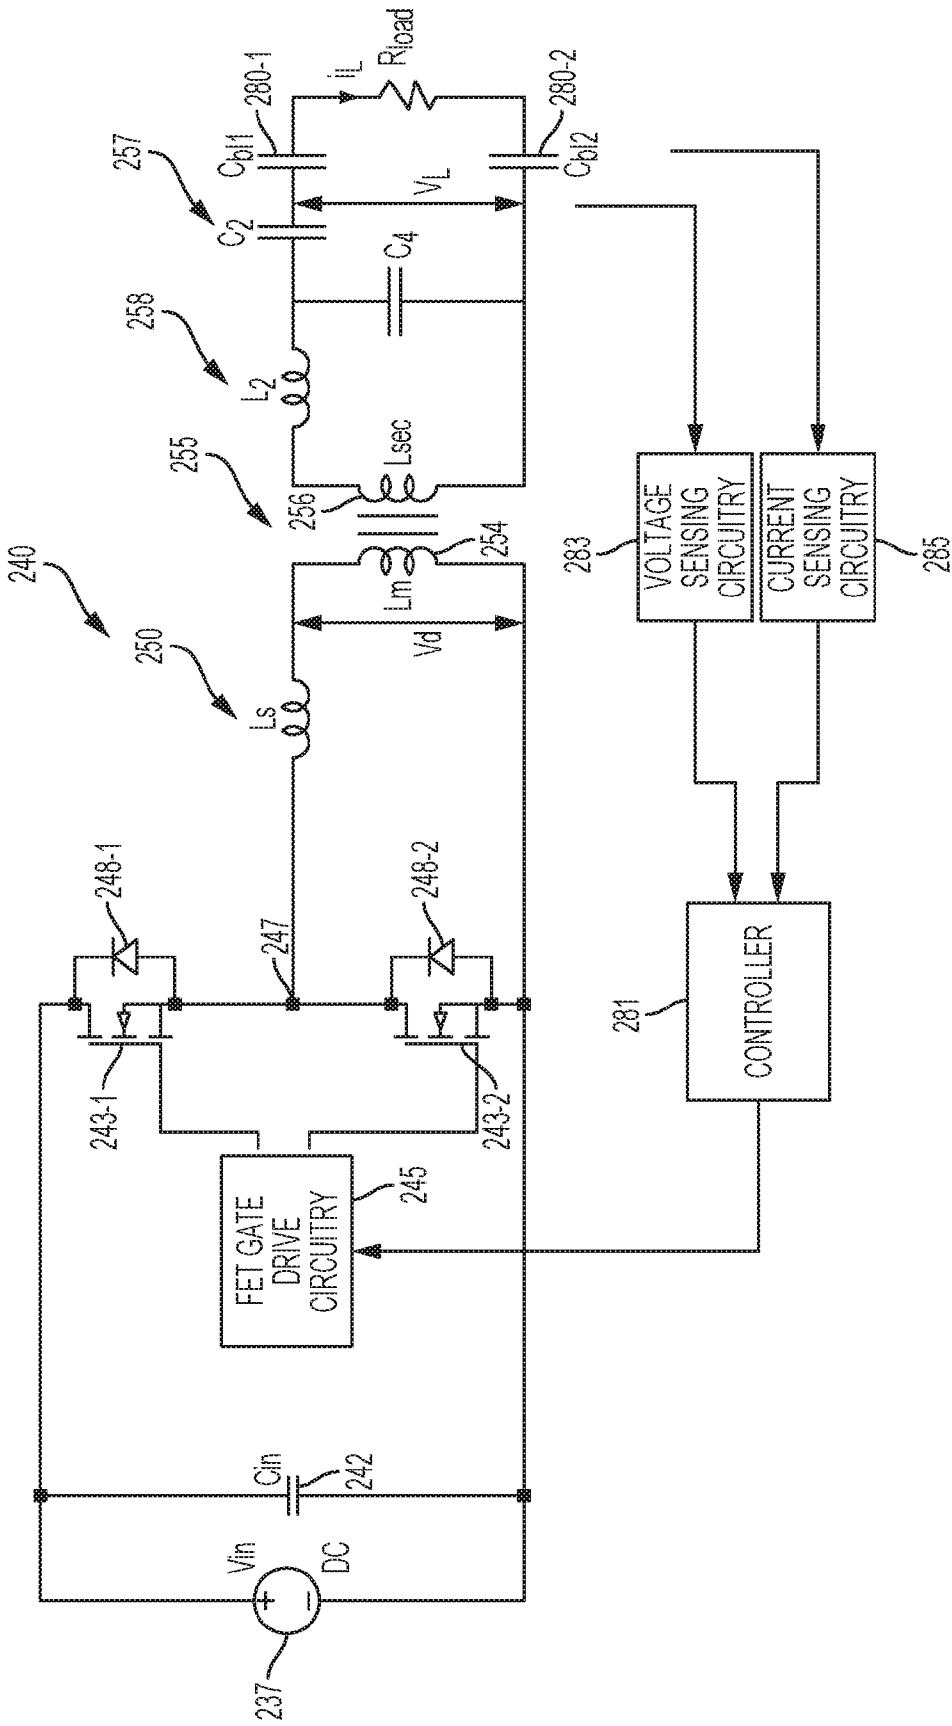 240
237
Vin
+
−
DC
Cin
242
FET GATE
DRIVE
CIRCUITRY
245
243-1
248-1
247
243-2
248-2
250
Ls
Vd
255
Lm
254
256
Lsec
258
L2
257
C2
C4
VL
Cbl1
280-1
iL
Rload
Cbl2
280-2
281
CONTROLLER
283
VOLTAGE
SENSING
CIRCUITRY
CURRENT
SENSING
CIRCUITRY
285